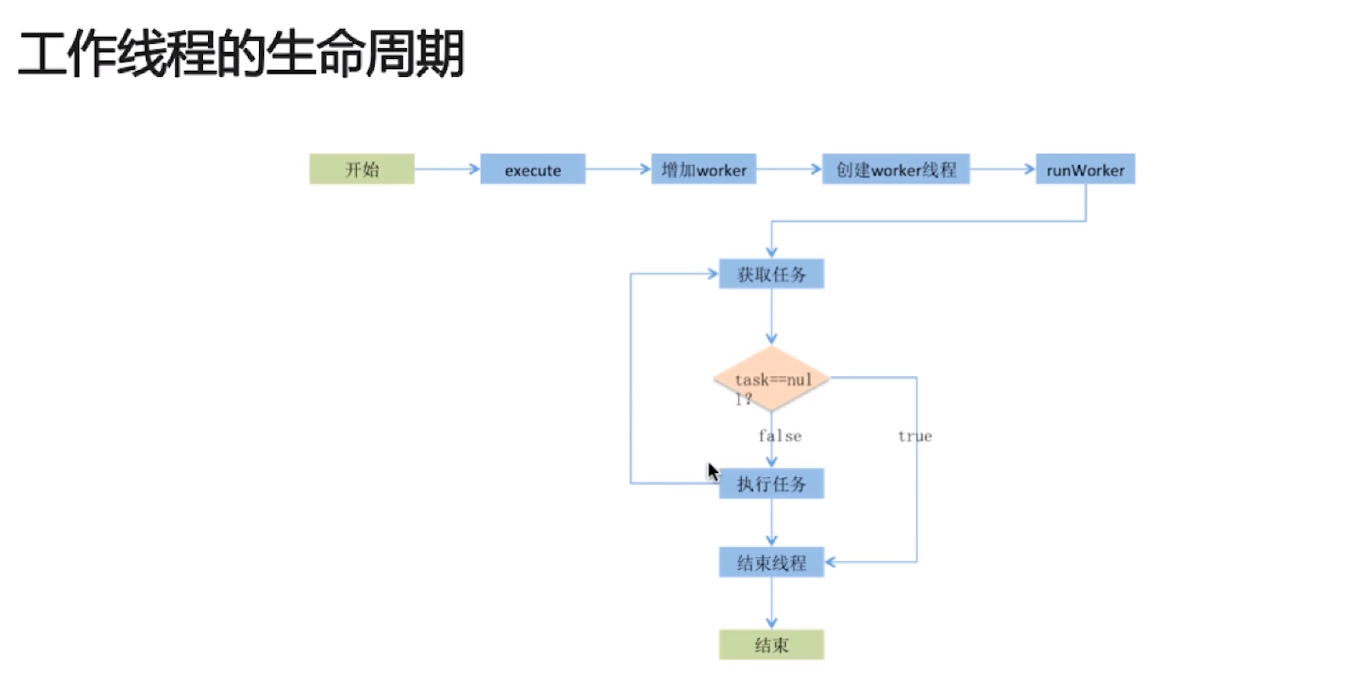 工作线程的生命周期
开始
execute
增加worker
创建worker线程
runWorker
获取任务
task==nul
l?
false
true
执行任务
结束线程
结束